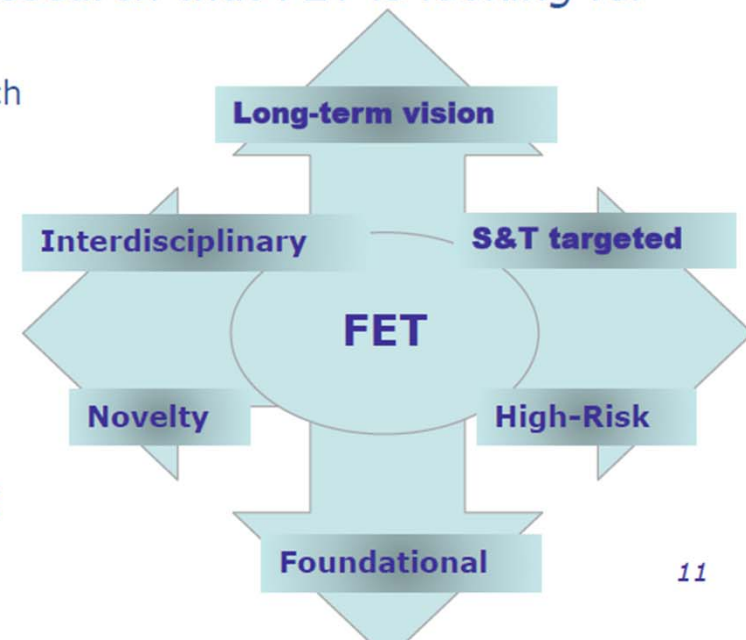 Long-term vision
Interdisciplinary
S&T targeted
FET
Novelty
High-Risk
Foundational
11